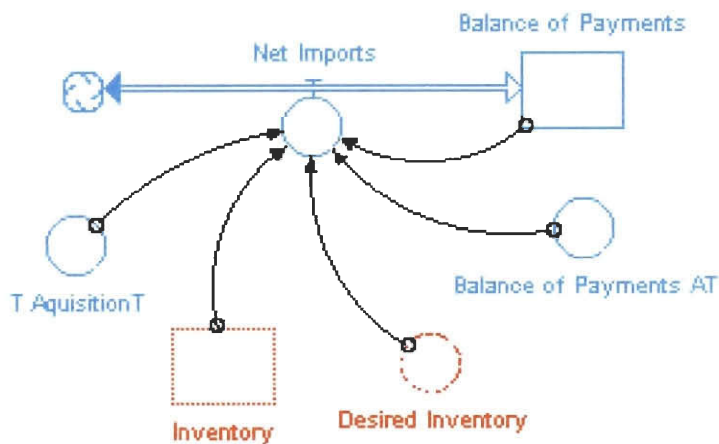 Balance of Payments
Net Imports
T AquisitionT
Balance of Payments AT
Inventory
Desired Inventory